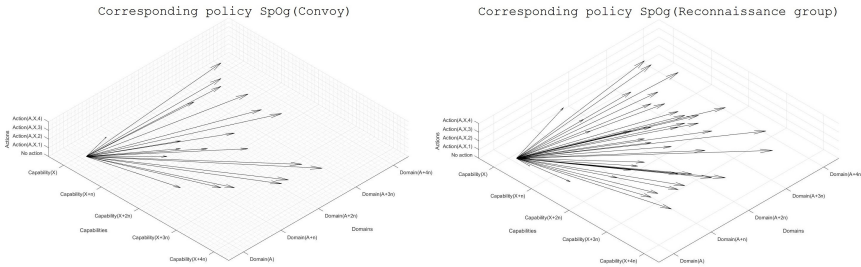 Corresponding policy SpOg(Convoy)
Actions
Action(A,X,4)
Action(A,X,3)
Action(A,X,2)
Action(A,X,1)
No action
Capability(X)
Capability(X+n)
Capability(X+2n)
Capability(X+3n)
Capability(X+4n)
Capabilities
Domain(A)
Domain(A+n)
Domain(A+2n)
Domain(A+3n)
Domain(A+4n)
Domains
Corresponding policy SpOg(Reconnaissance group)
Actions
Action(A,X,4)
Action(A,X,3)
Action(A,X,2)
Action(A,X,1)
No action
Capability(X)
Capability(X+n)
Capability(X+2n)
Capability(X+3n)
Capability(X+4n)
Capabilities
Domain(A)
Domain(A+n)
Domain(A+2n)
Domain(A+3n)
Domain(A+4n)
Domains